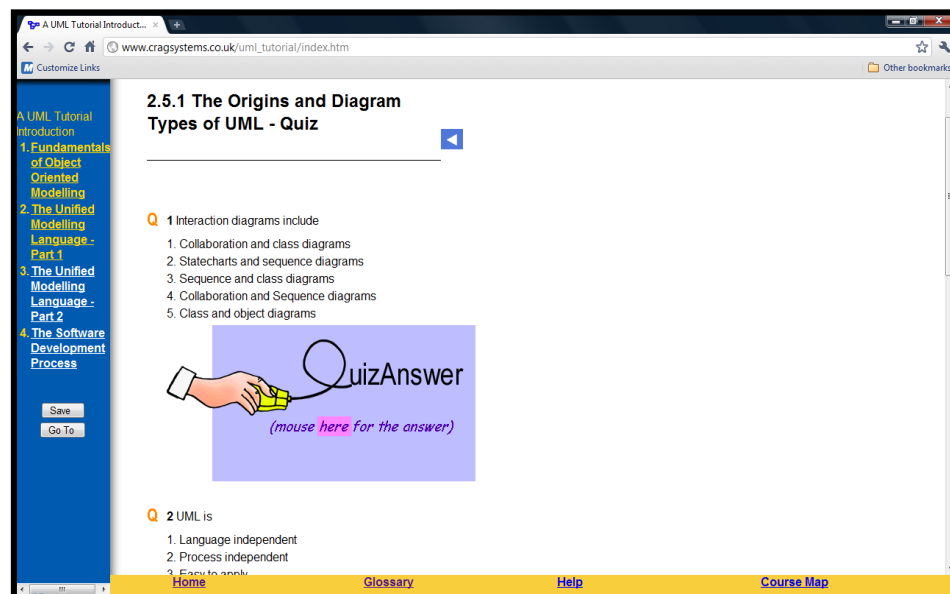 A UML Tutorial Introduct...
www.cragsystems.co.uk/uml_tutorial/index.htm
Customize Links
Other bookmarks
A UML Tutorial
Introduction
1. Fundamentals
of Object
Oriented
Modelling
2. The Unified
Modelling
Language -
Part 1
3. The Unified
Modelling
Language -
Part 2
4. The Software
Development
Process
Save
Go To
2.5.1 The Origins and Diagram
Types of UML - Quiz
Q 1 Interaction diagrams include
1. Collaboration and class diagrams
2. Statecharts and sequence diagrams
3. Sequence and class diagrams
4. Collaboration and Sequence diagrams
5. Class and object diagrams
QuizAnswer
(mouse here for the answer)
Q 2 UML is
1. Language independent
2. Process independent
3. Easy to apply
Home
Glossary
Help
Course Map